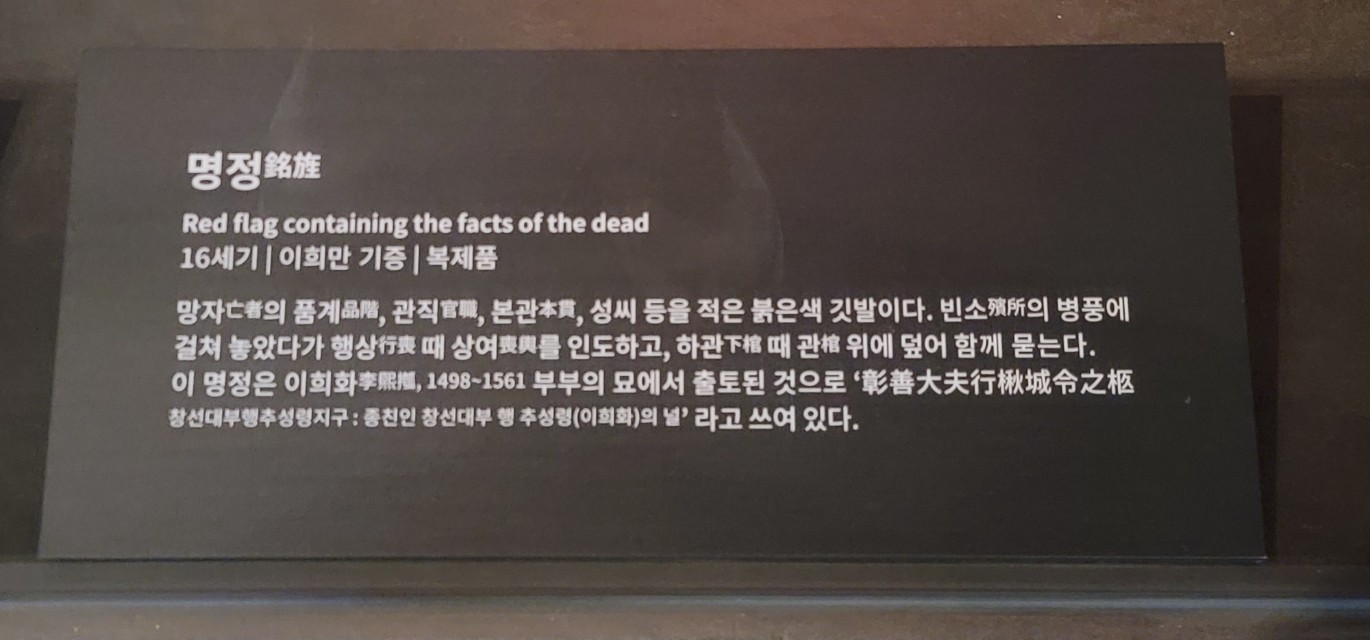 명정銘旌
Red flag containing the facts of the dead
16세기 | 이희만 기증 | 복제품
망자亡者의 품계品階, 관직官職, 본관本貫, 성씨 등을 적은 붉은색 깃발이다. 빈소殯所의 병풍에
걸쳐 놓았다가 행상行喪 때 상여喪輿를 인도하고, 하관下棺 때 관棺 위에 덮어 함께 묻는다.
이 명정은 이희화李熙, 1498~1561 부부의 묘에서 출토된 것으로 ‘彰善大夫行楸城令之柩
창선대부행추성령지구 : 종친인 창선대부 행 추성령(이희화)의 널’ 라고 쓰여 있다.